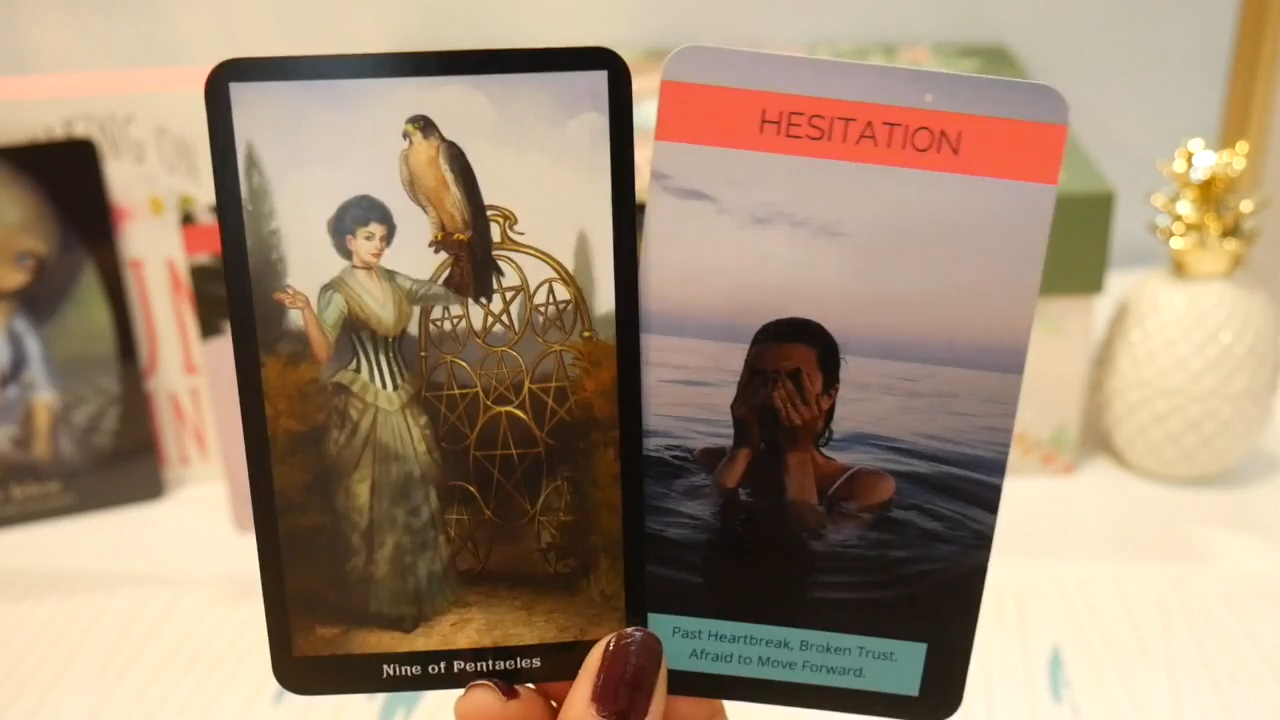 HESITATION
Past Heartbreak, Broken Trust.
Afraid to Move Forward.
Nine of Pentacles